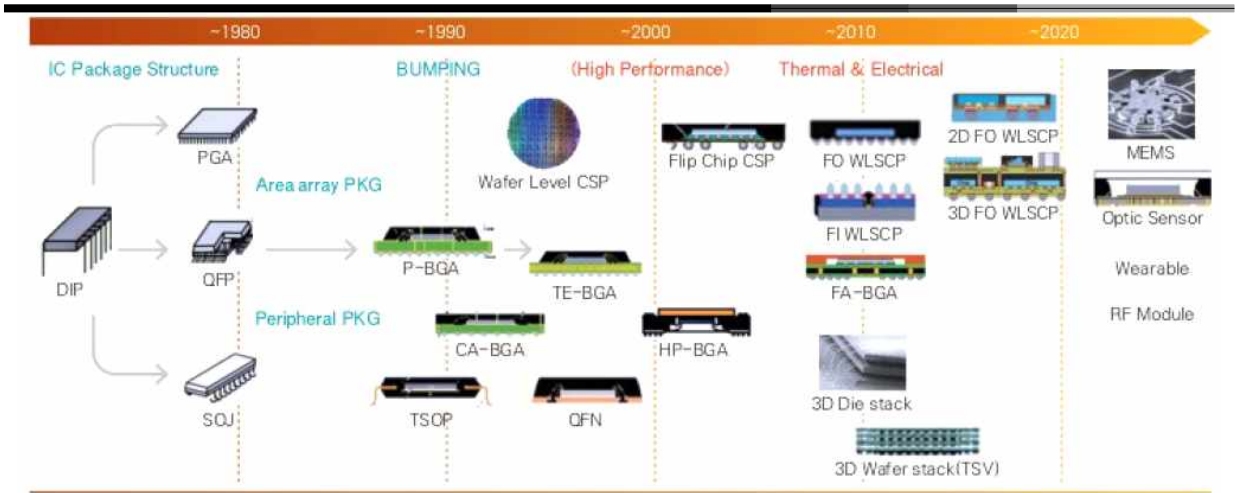 ~1980
~1990
~2000
~2010
~2020
IC Package Structure
BUMPING
(High Performance)
Thermal & Electrical
PGA
Wafer Level CSP
Flip Chip CSP
FO WLSCP
2D FO WLSCP
MEMS
Area array PKG
DIP
QFP
P-BGA
TE-BGA
FI WLSCP
3D FO WLSCP
Optic Sensor
FA-BGA
Wearable
Peripheral PKG
CA-BGA
HP-BGA
RF Module
SOJ
TSOP
QFN
3D Die stack
3D Wafer stack(TSV)